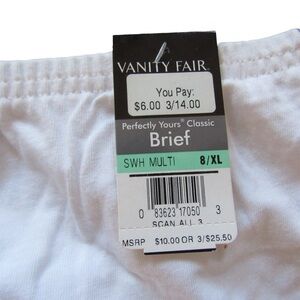 VANITY FAIR
You Pay:
$6.00 3/14.00
Perfectly Yours® Classic
Brief
SWH MULTI 8/XL
0 83623 17050 3
SCAN ALL 3
MSRP $10.00 OR 3/$25.50